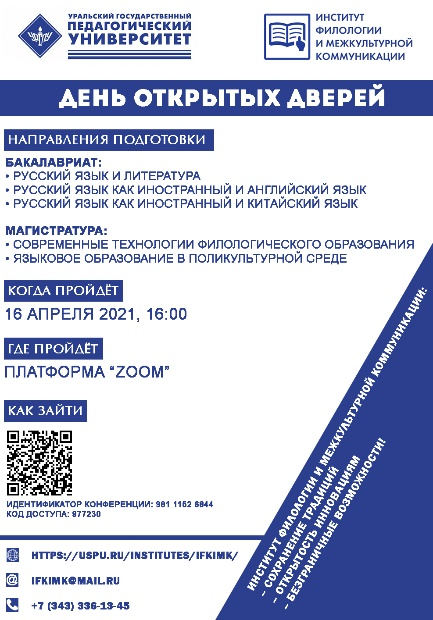 УРАЛЬСКИЙ ГОСУДАРСТВЕННЫЙ
ПЕДАГОГИЧЕСКИЙ
УНИВЕРСИТЕТ
ИНСТИТУТ
ФИЛОЛОГИИ
И МЕЖКУЛЬТУРНОЙ
КОММУНИКАЦИИ
ДЕНЬ ОТКРЫТЫХ ДВЕРЕЙ
НАПРАВЛЕНИЯ ПОДГОТОВКИ
БАКАЛАВРИАТ:
• РУССКИЙ ЯЗЫК И ЛИТЕРАТУРА
• РУССКИЙ ЯЗЫК КАК ИНОСТРАННЫЙ И АНГЛИЙСКИЙ ЯЗЫК
• РУССКИЙ ЯЗЫК КАК ИНОСТРАННЫЙ И КИТАЙСКИЙ ЯЗЫК
МАГИСТРАТУРА:
• СОВРЕМЕННЫЕ ТЕХНОЛОГИИ ФИЛОЛОГИЧЕСКОГО ОБРАЗОВАНИЯ
• ЯЗЫКОВОЕ ОБРАЗОВАНИЕ В ПОЛИКУЛЬТУРНОЙ СРЕДЕ
КОГДА ПРОЙДЁТ
16 АПРЕЛЯ 2021, 16:00
ГДЕ ПРОЙДЁТ
ПЛАТФОРМА “ZOOM”
КАК ЗАЙТИ
ИДЕНТИФИКАТОР КОНФЕРЕНЦИИ: 981 1152 6844
КОД ДОСТУПА: 977230
HTTPS://USPU.RU/INSTITUTES/IFKIMK/
IFKIMK@MAIL.RU
+7 (343) 336-13-45
ИНСТИТУТ ФИЛОЛОГИИ И МЕЖКУЛЬТУРНОЙ КОММУНИКАЦИИ:
– СОХРАНЕНИЕ ТРАДИЦИЙ
– ОТКРЫТОСТЬ ИННОВАЦИЯМ
– БЕЗГРАНИЧНЫЕ ВОЗМОЖНОСТИ!